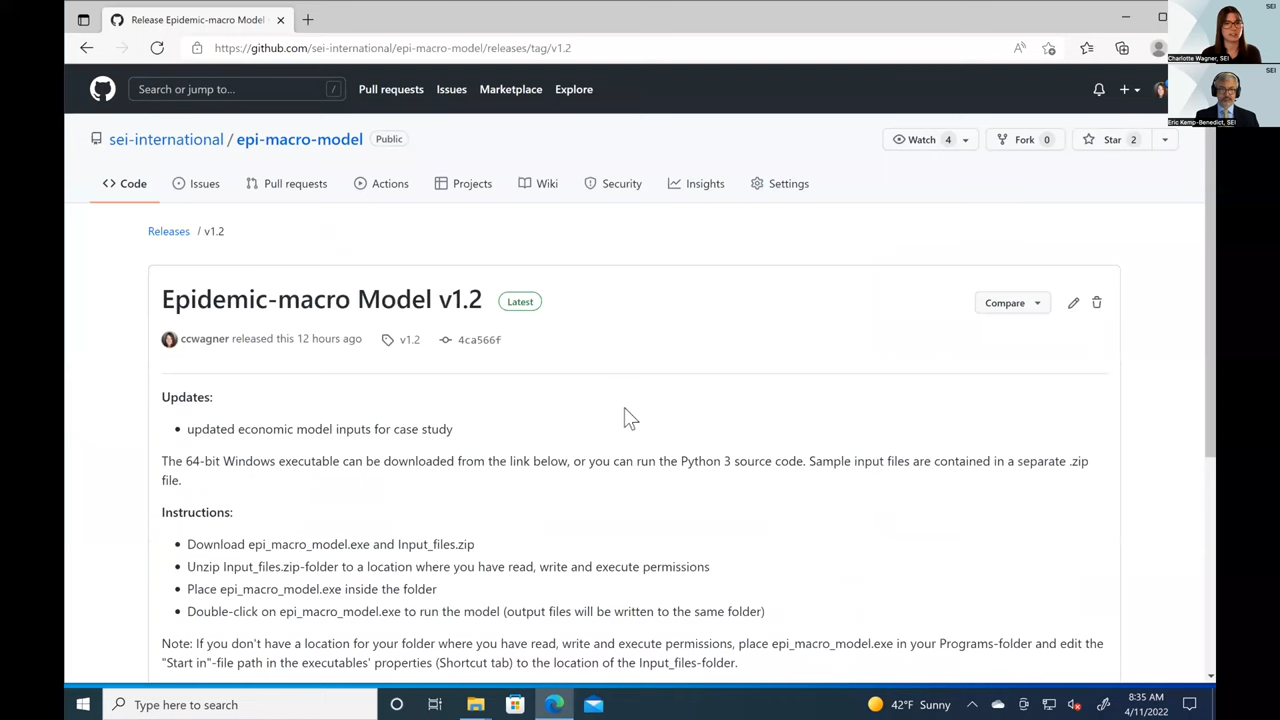 Release Epidemic-macro Model
https://github.com/sei-international/epi-macro-model/releases/tag/v1.2
SEI
Charlotte Wagner, SEI
SEI
Eric Kemp-Benedict, SEI
Search or jump to... /
Pull requests Issues Marketplace Explore
sei-international / epi-macro-model Public
Watch 4 Fork 0 Star 2
Code Issues Pull requests Actions Projects Wiki Security Insights Settings
Releases / v1.2
Epidemic-macro Model v1.2 Latest
Compare
ccwagner released this 12 hours ago v1.2 4ca566f
Updates:
updated economic model inputs for case study
The 64-bit Windows executable can be downloaded from the link below, or you can run the Python 3 source code. Sample input files are contained in a separate .zip
file.
Instructions:
Download epi_macro_model.exe and Input_files.zip
Unzip Input_files.zip-folder to a location where you have read, write and execute permissions
Place epi_macro_model.exe inside the folder
Double-click on epi_macro_model.exe to run the model (output files will be written to the same folder)
Note: If you don't have a location for your folder where you have read, write and execute permissions, place epi_macro_model.exe in your Programs-folder and edit the
"Start in"-file path in the executables' properties (Shortcut tab) to the location of the Input_files-folder.
Type here to search
42°F Sunny
8:35 AM
4/11/2022